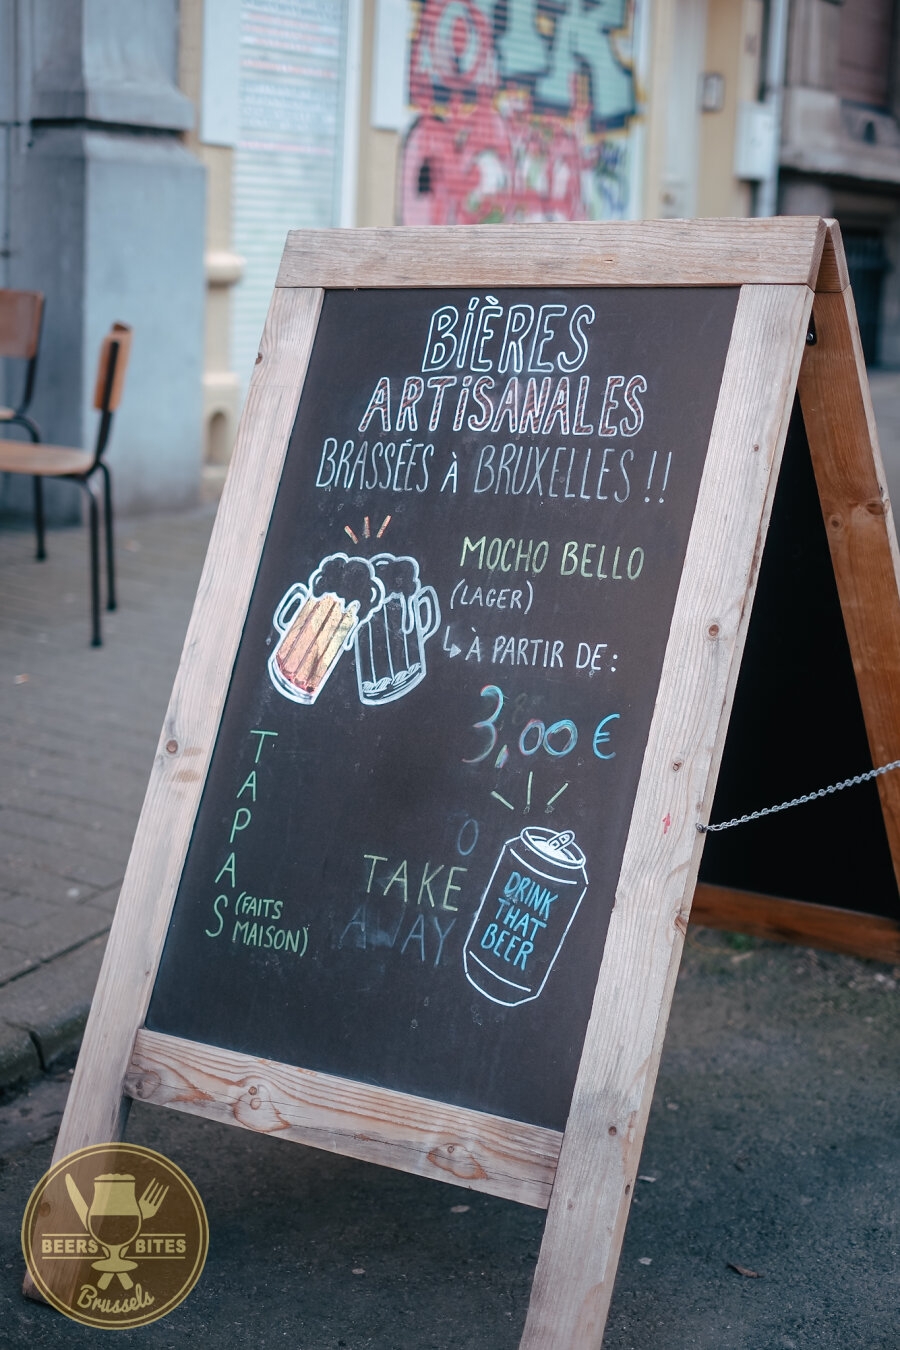 BIÈRES
ARTISANALES
BRASSÉES À BRUXELLES !!
MOCHO BELLO
(LAGER)
↳ À PARTIR DE :
3,00 €
TAPAS
(FAITS
MAISON)
TAKE
AWAY
DRINK
THAT
BEER
BEERS BITES
Brussels